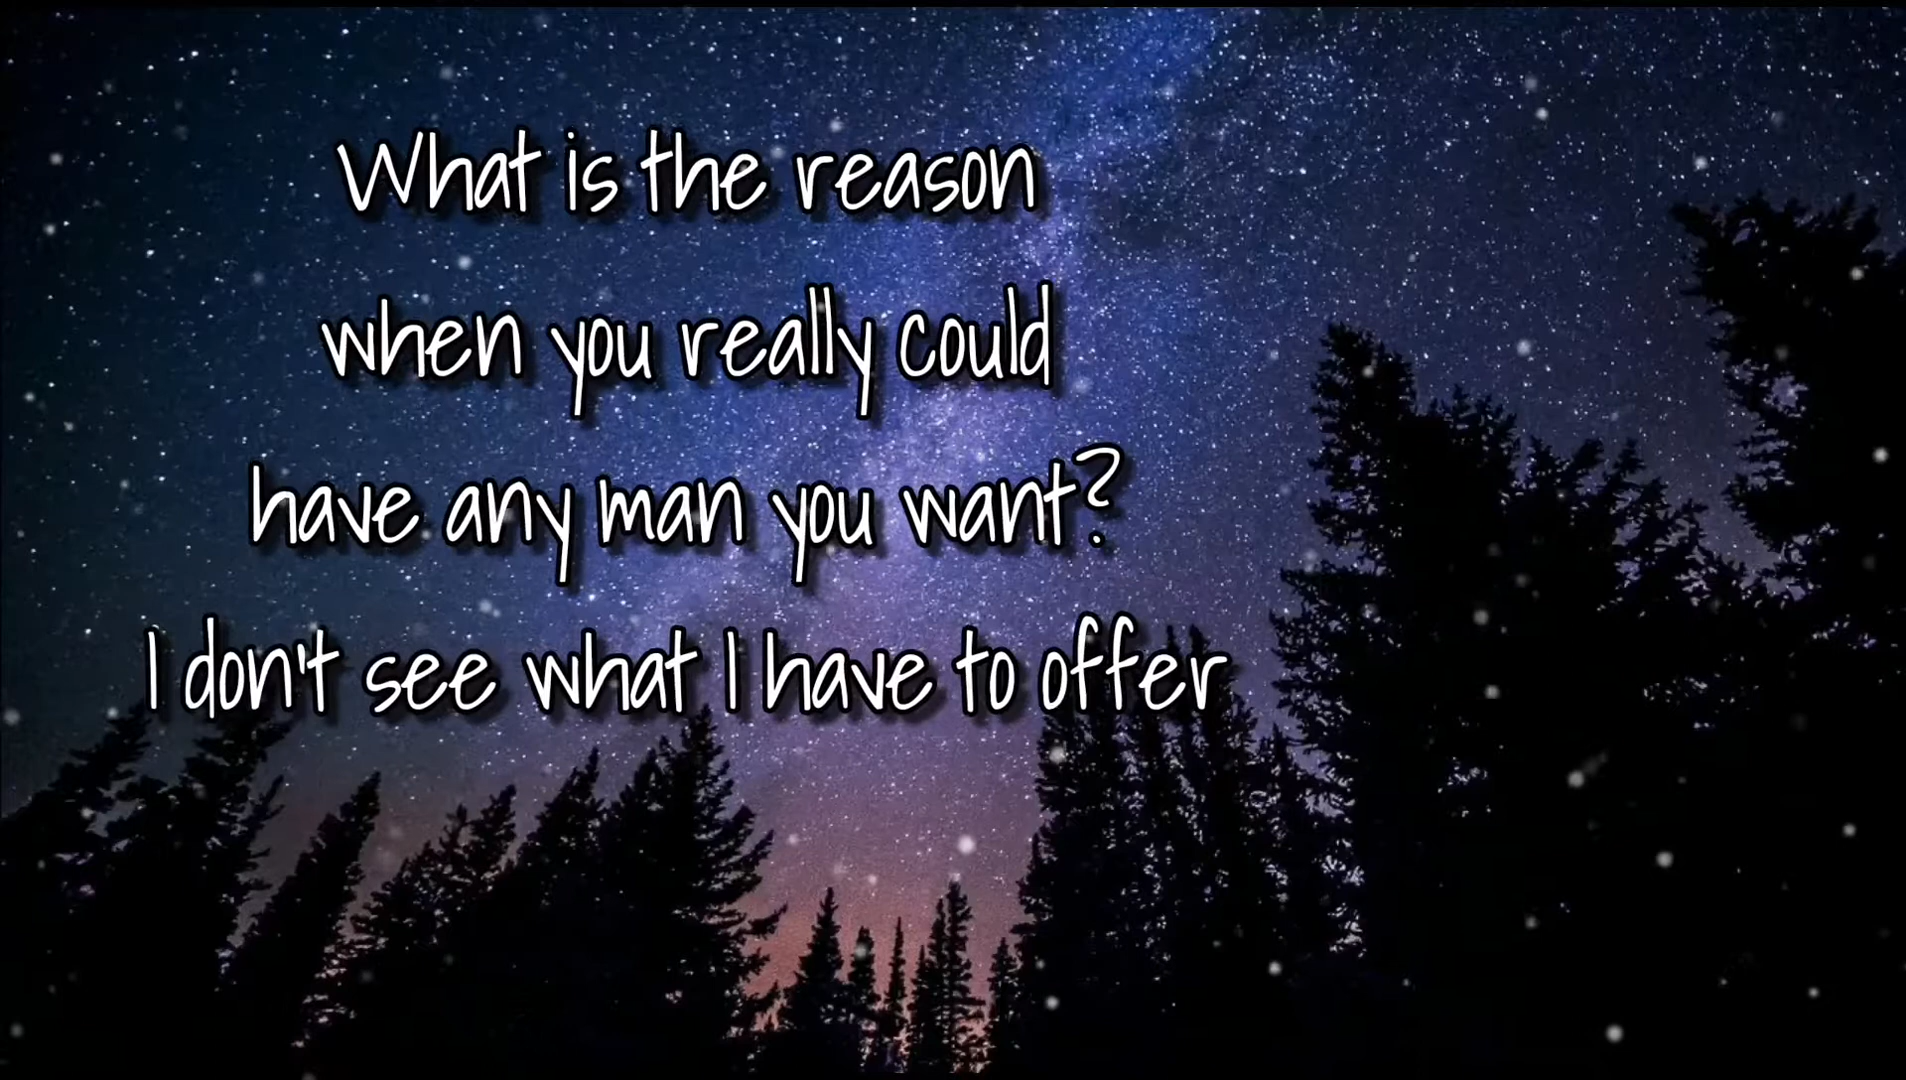 What is the reason
when you really could
have any man you want?
I don't see what I have to offer